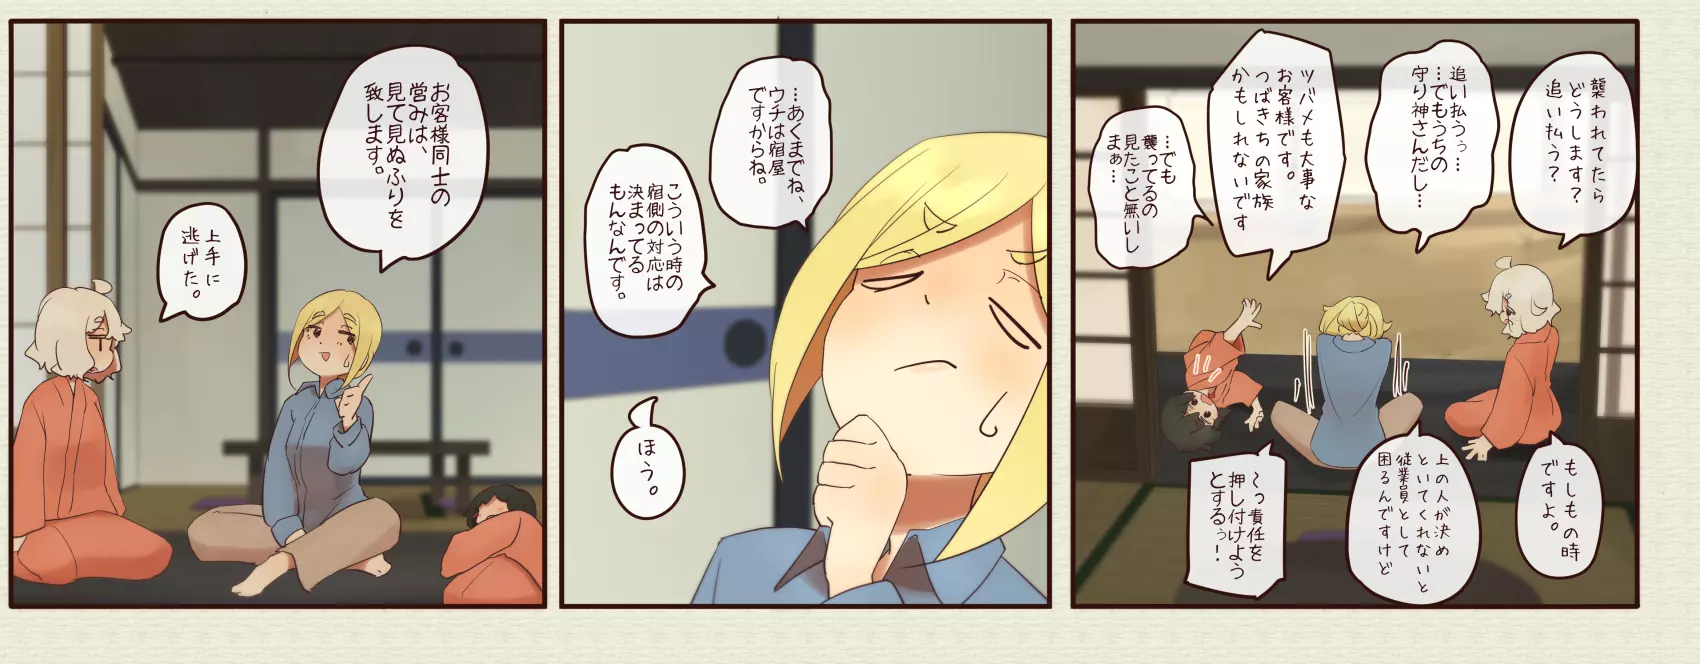 襲われてたら
どうします？
追い払う？
追い払うぅ…
…でもうちの
守り神さんだし…
ツバメも大事な
お客様です。
つばきちの家族
かもしれないです
…でも
襲ってるの
見たこと無いし
まぁ…
もしもの時
ですよ。
上の人が決め
といてくれないと
従業員として
困るんですけど
～っ責任を
押し付けよう
とするぅ！
…あくまでね、
ウチは宿屋
ですからね。
こういう時の
宿側の対応は
決まってる
もんなんです。
ほう。
お客様同士の
営みは、
見て見ぬふりを
致します。
上手に
逃げた。